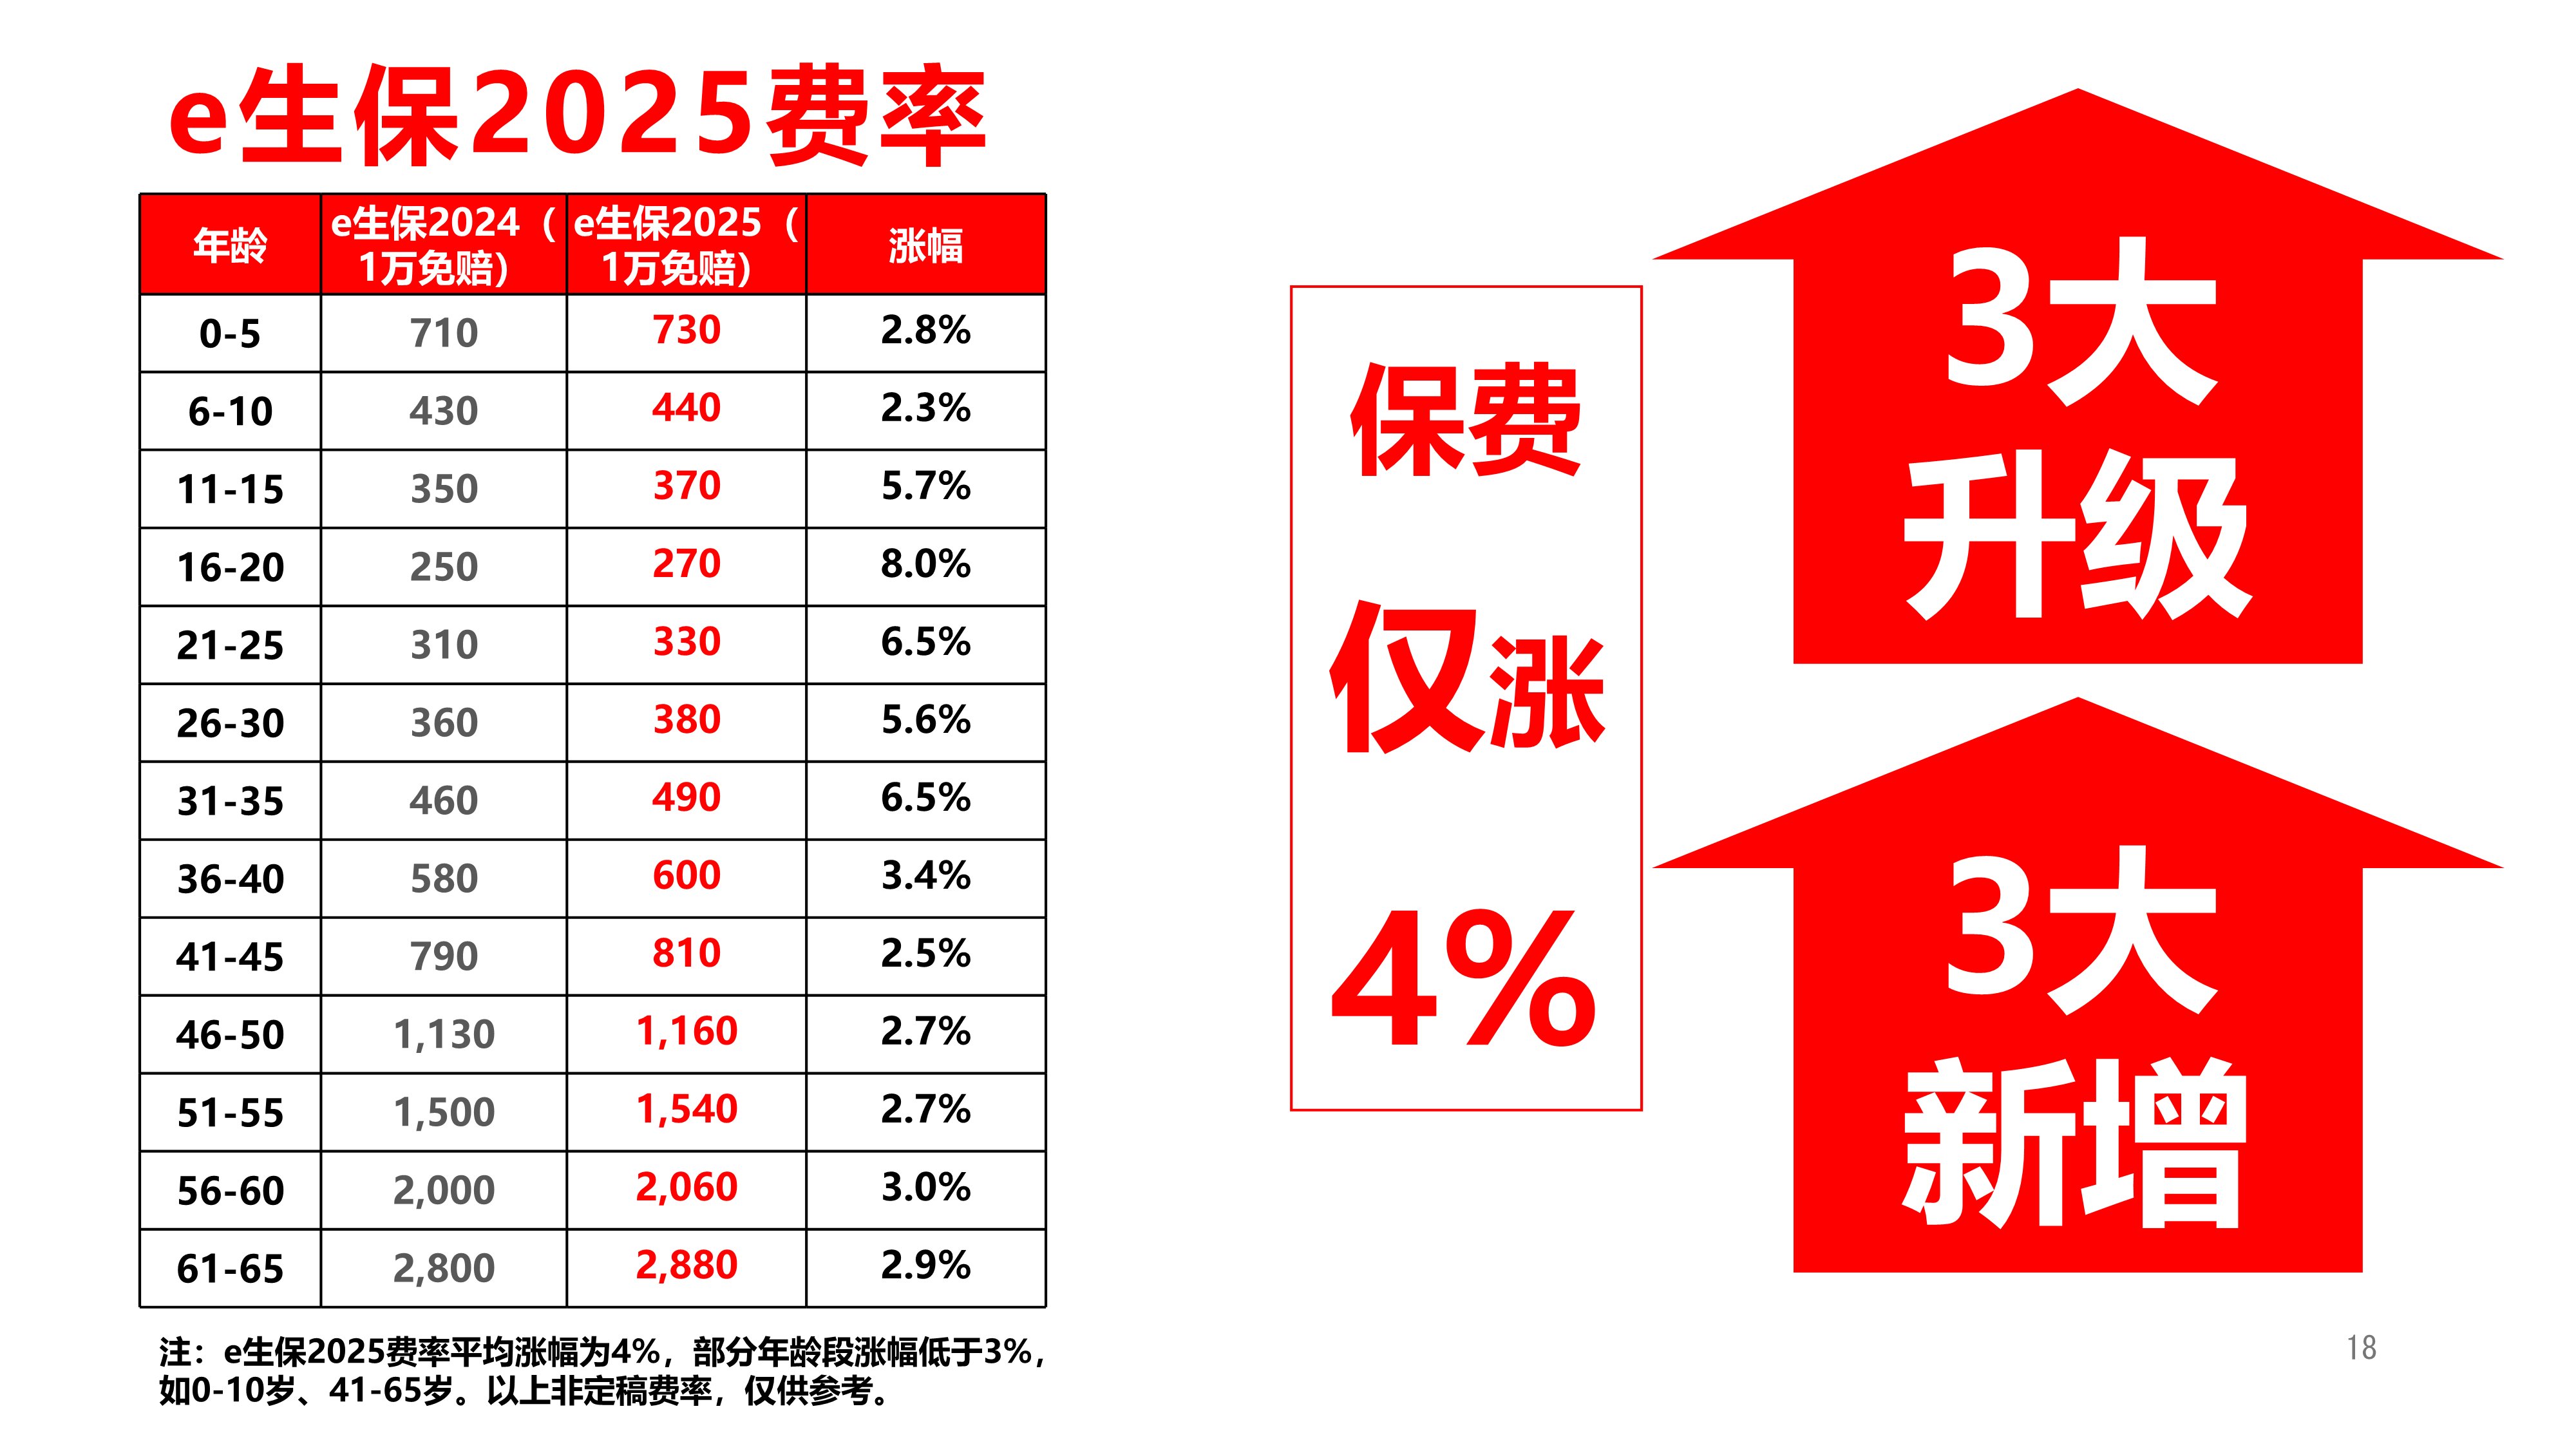 e生保2025费率
年龄 e生保2024（1万免赔） e生保2025（1万免赔） 涨幅
0-5 710 730 2.8%
6-10 430 440 2.3%
11-15 350 370 5.7%
16-20 250 270 8.0%
21-25 310 330 6.5%
26-30 360 380 5.6%
31-35 460 490 6.5%
36-40 580 600 3.4%
41-45 790 810 2.5%
46-50 1,130 1,160 2.7%
51-55 1,500 1,540 2.7%
56-60 2,000 2,060 3.0%
61-65 2,800 2,880 2.9%
注：e生保2025费率平均涨幅为4%，部分年龄段涨幅低于3%，
如0-10岁、41-65岁。以上非定稿费率，仅供参考。
保费
仅涨
4%
3大
升级
3大
新增
18